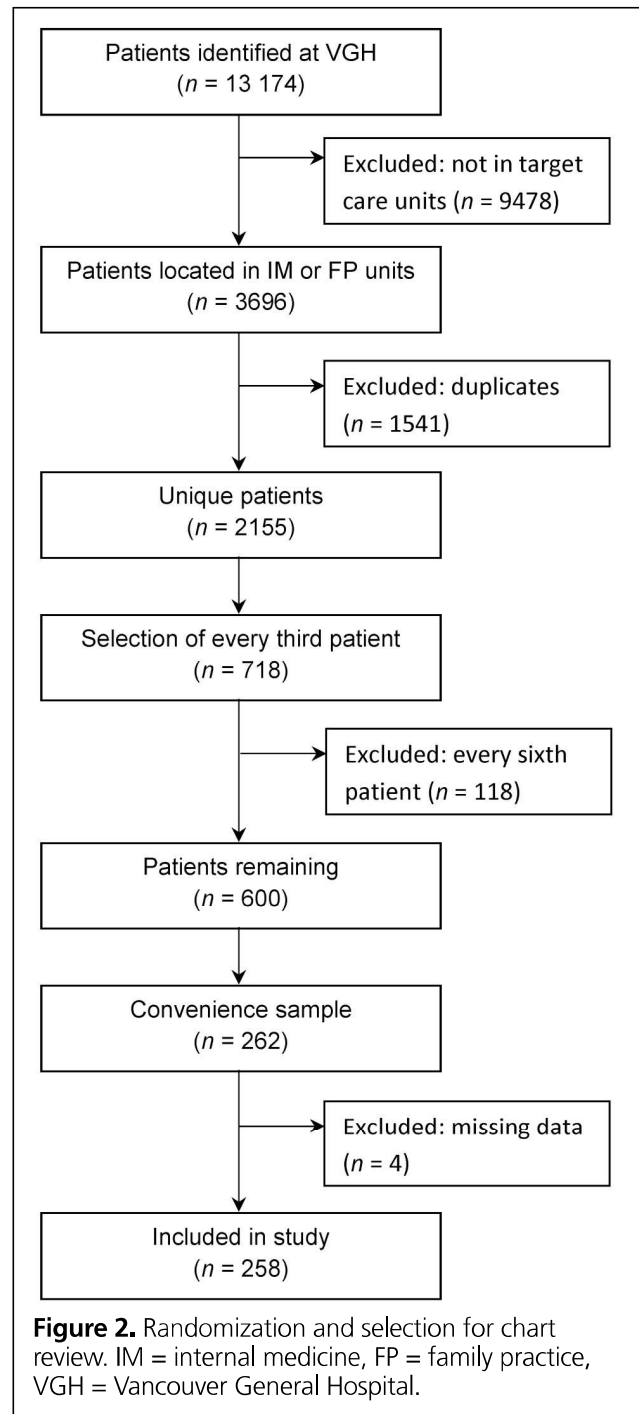 Patients identified at VGH
(n = 13 174)
Excluded: not in target
care units (n = 9478)
Patients located in IM or FP units
(n = 3696)
Excluded: duplicates
(n = 1541)
Unique patients
(n = 2155)
Selection of every third patient
(n = 718)
Excluded: every sixth
patient (n = 118)
Patients remaining
(n = 600)
Convenience sample
(n = 262)
Excluded: missing data
(n = 4)
Included in study
(n = 258)
Figure 2. Randomization and selection for chart
review. IM = internal medicine, FP = family practice,
VGH = Vancouver General Hospital.